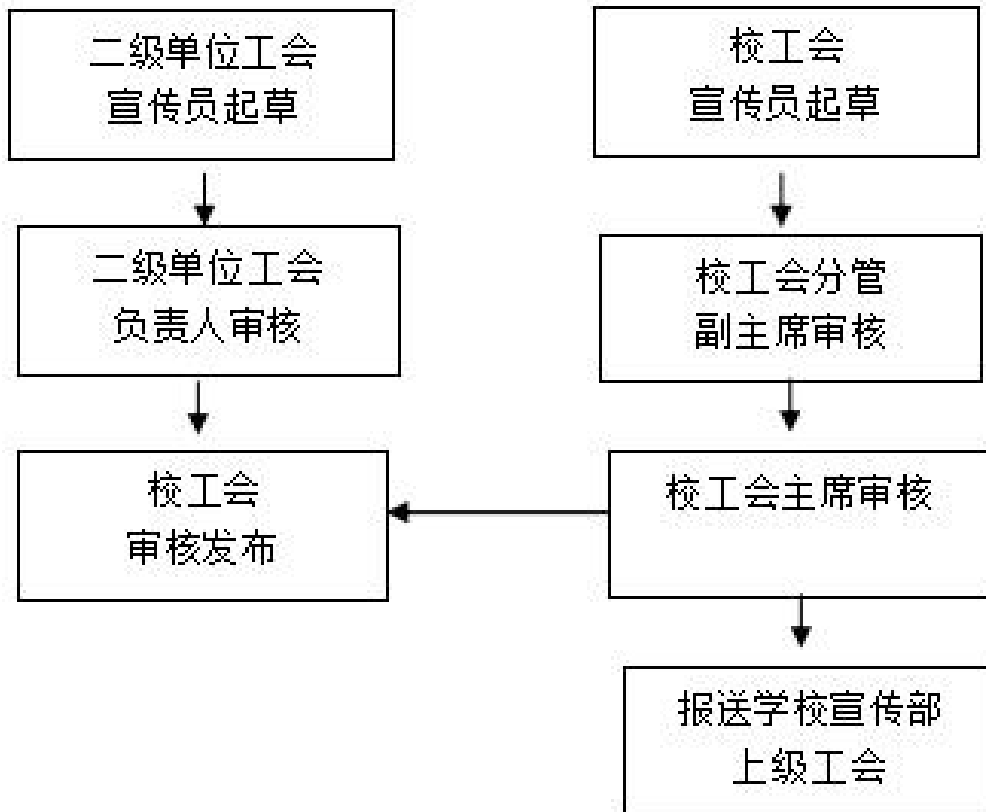 二级单位工会
宣传员起草
校工会
宣传员起草
二级单位工会
负责人审核
校工会分管
副主席审核
校工会
审核发布
校工会主席审核
报送学校宣传部
上级工会